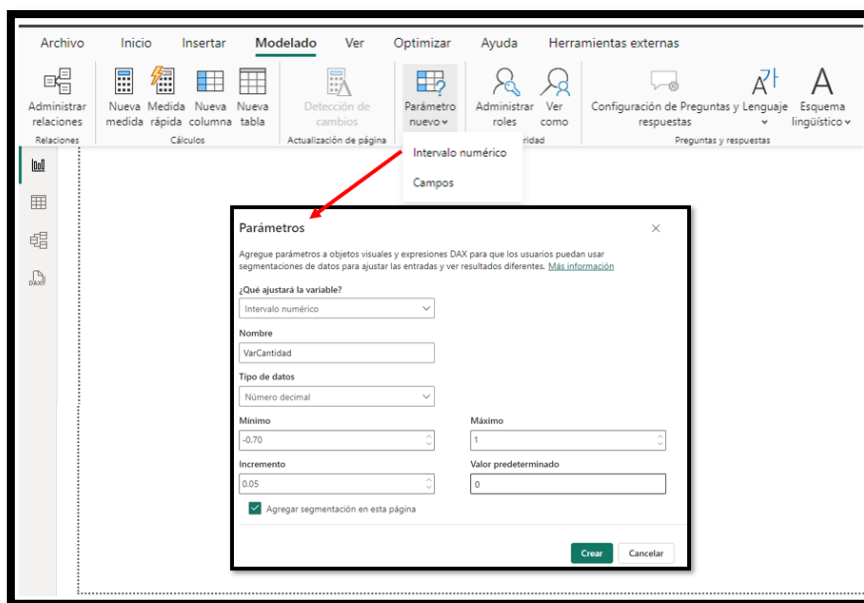 Archivo Inicio Insertar Modelado Ver Optimizar Ayuda Herramientas externas
Administrar relaciones
Nueva medida
Medida rápida
Nueva columna
Nueva tabla
Detección de cambios
Parámetro nuevo
Administrar roles
Ver como
Configuración de Preguntas y respuestas
Lenguaje
Esquema lingüístico
Relaciones Cálculos Actualización de página ridad Preguntas y respuestas
Intervalo numérico
Campos
DAX
Parámetros
Agregue parámetros a objetos visuales y expresiones DAX para que los usuarios puedan usar
segmentaciones de datos para ajustar las entradas y ver resultados diferentes. Más información
¿Qué ajustará la variable?
Intervalo numérico
Nombre
VarCantidad
Tipo de datos
Número decimal
Mínimo Máximo
-0.70 1
Incremento Valor predeterminado
0.05 0
Agregar segmentación en esta página
Crear Cancelar